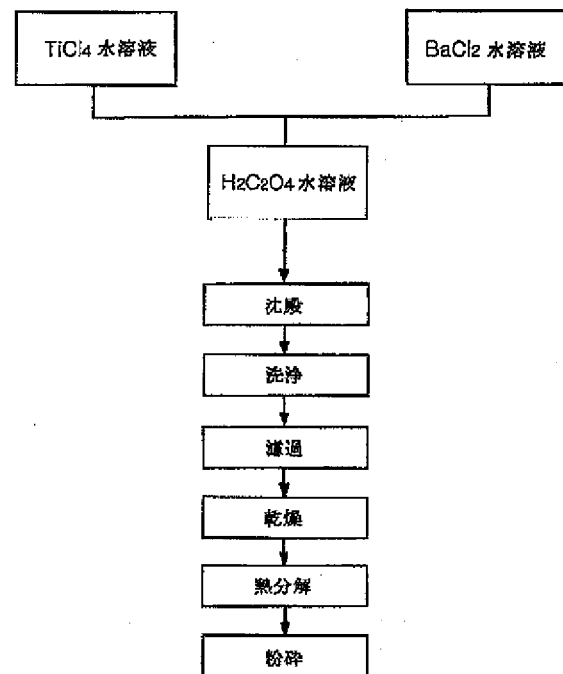 TiCl4 水溶液
BaCl2 水溶液
H2C2O4 水溶液
沈殿
洗浄
濾過
乾燥
熱分解
粉砕